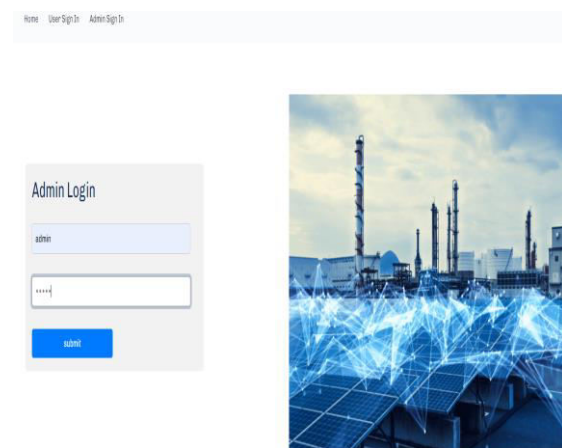 Home User Sign In Admin Sign In
Admin Login
admin
•••••
submit